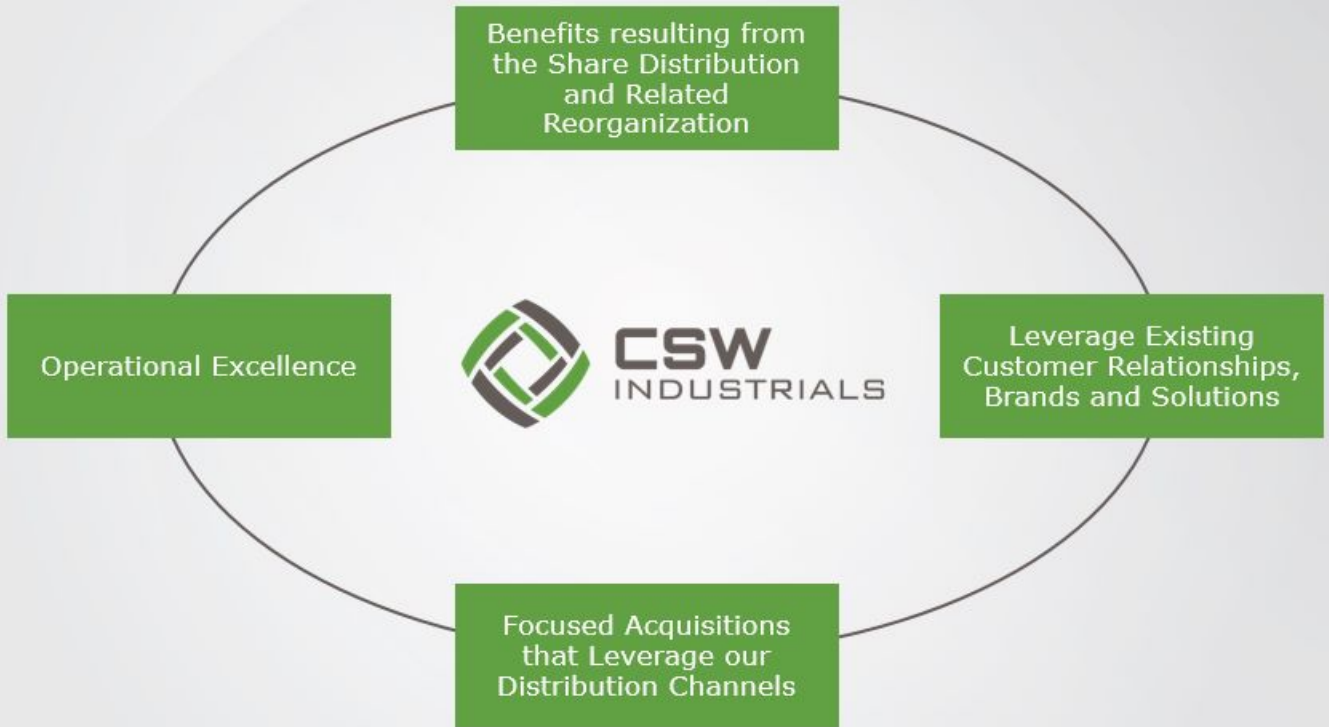 Benefits resulting from
the Share Distribution
and Related
Reorganization
Operational Excellence
CSW
INDUSTRIALS
Leverage Existing
Customer Relationships,
Brands and Solutions
Focused Acquisitions
that Leverage our
Distribution Channels